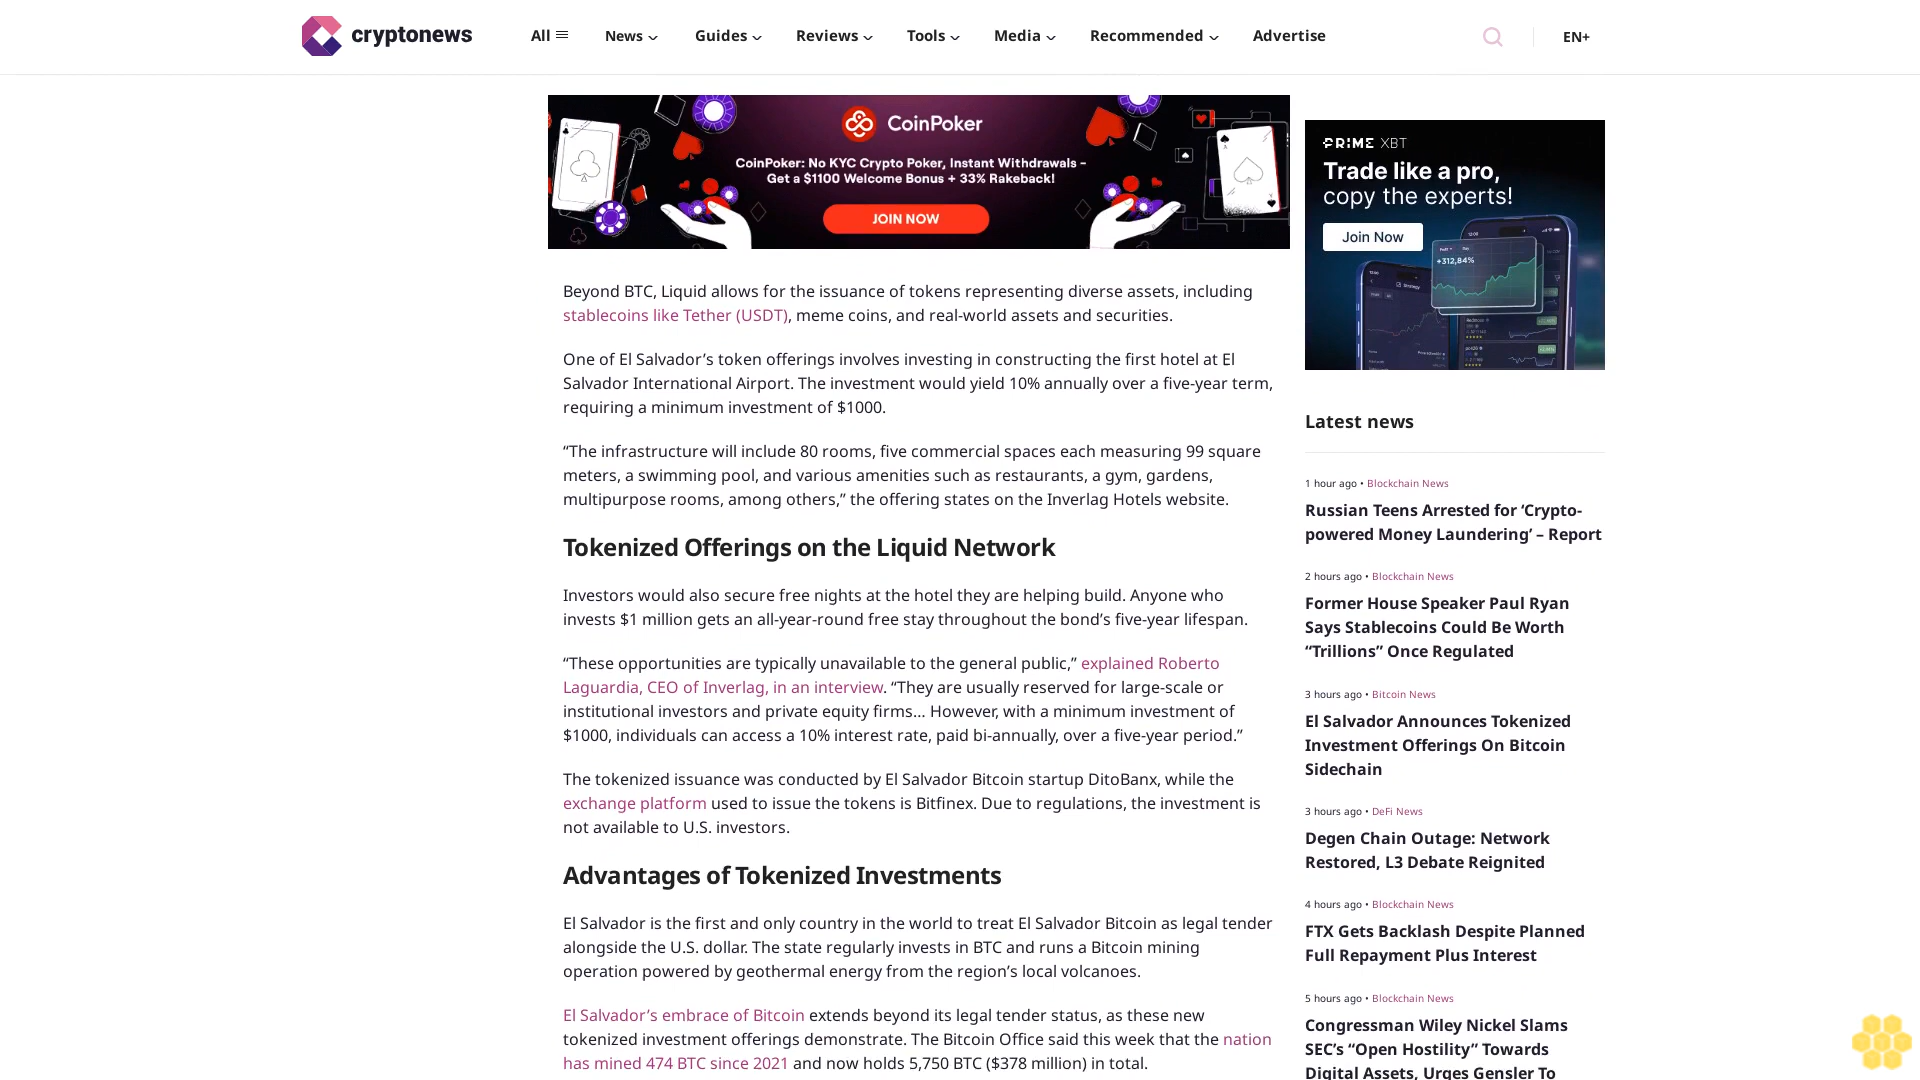 cryptonews
All
News
Guides
Reviews
Tools
Media
Recommended
Advertise
EN+
CoinPoker
CoinPoker: No KYC Crypto Poker, Instant Withdrawals -
Get a $1100 Welcome Bonus + 33% Rakeback!
JOIN NOW
Beyond BTC, Liquid allows for the issuance of tokens representing diverse assets, including
stablecoins like Tether (USDT), meme coins, and real-world assets and securities.
One of El Salvador’s token offerings involves investing in constructing the first hotel at El
Salvador International Airport. The investment would yield 10% annually over a five-year term,
requiring a minimum investment of $1000.
“The infrastructure will include 80 rooms, five commercial spaces each measuring 99 square
meters, a swimming pool, and various amenities such as restaurants, a gym, gardens,
multipurpose rooms, among others,” the offering states on the Inverlag Hotels website.
Tokenized Offerings on the Liquid Network
Investors would also secure free nights at the hotel they are helping build. Anyone who
invests $1 million gets an all-year-round free stay throughout the bond’s five-year lifespan.
“These opportunities are typically unavailable to the general public,” explained Roberto
Laguardia, CEO of Inverlag, in an interview. “They are usually reserved for large-scale or
institutional investors and private equity firms… However, with a minimum investment of
$1000, individuals can access a 10% interest rate, paid bi-annually, over a five-year period.”
The tokenized issuance was conducted by El Salvador Bitcoin startup DitoBanx, while the
exchange platform used to issue the tokens is Bitfinex. Due to regulations, the investment is
not available to U.S. investors.
Advantages of Tokenized Investments
El Salvador is the first and only country in the world to treat El Salvador Bitcoin as legal tender
alongside the U.S. dollar. The state regularly invests in BTC and runs a Bitcoin mining
operation powered by geothermal energy from the region’s local volcanoes.
El Salvador’s embrace of Bitcoin extends beyond its legal tender status, as these new
tokenized investment offerings demonstrate. The Bitcoin Office said this week that the nation
has mined 474 BTC since 2021 and now holds 5,750 BTC ($378 million) in total.
PRIME XBT
Trade like a pro,
copy the experts!
Join Now
+312,84%
Latest news
1 hour ago • Blockchain News
Russian Teens Arrested for ‘Crypto-
powered Money Laundering’ – Report
2 hours ago • Blockchain News
Former House Speaker Paul Ryan
Says Stablecoins Could Be Worth
“Trillions” Once Regulated
3 hours ago • Bitcoin News
El Salvador Announces Tokenized
Investment Offerings On Bitcoin
Sidechain
3 hours ago • DeFi News
Degen Chain Outage: Network
Restored, L3 Debate Reignited
4 hours ago • Blockchain News
FTX Gets Backlash Despite Planned
Full Repayment Plus Interest
5 hours ago • Blockchain News
Congressman Wiley Nickel Slams
SEC’s “Open Hostility” Towards
Digital Assets, Urges Gensler To